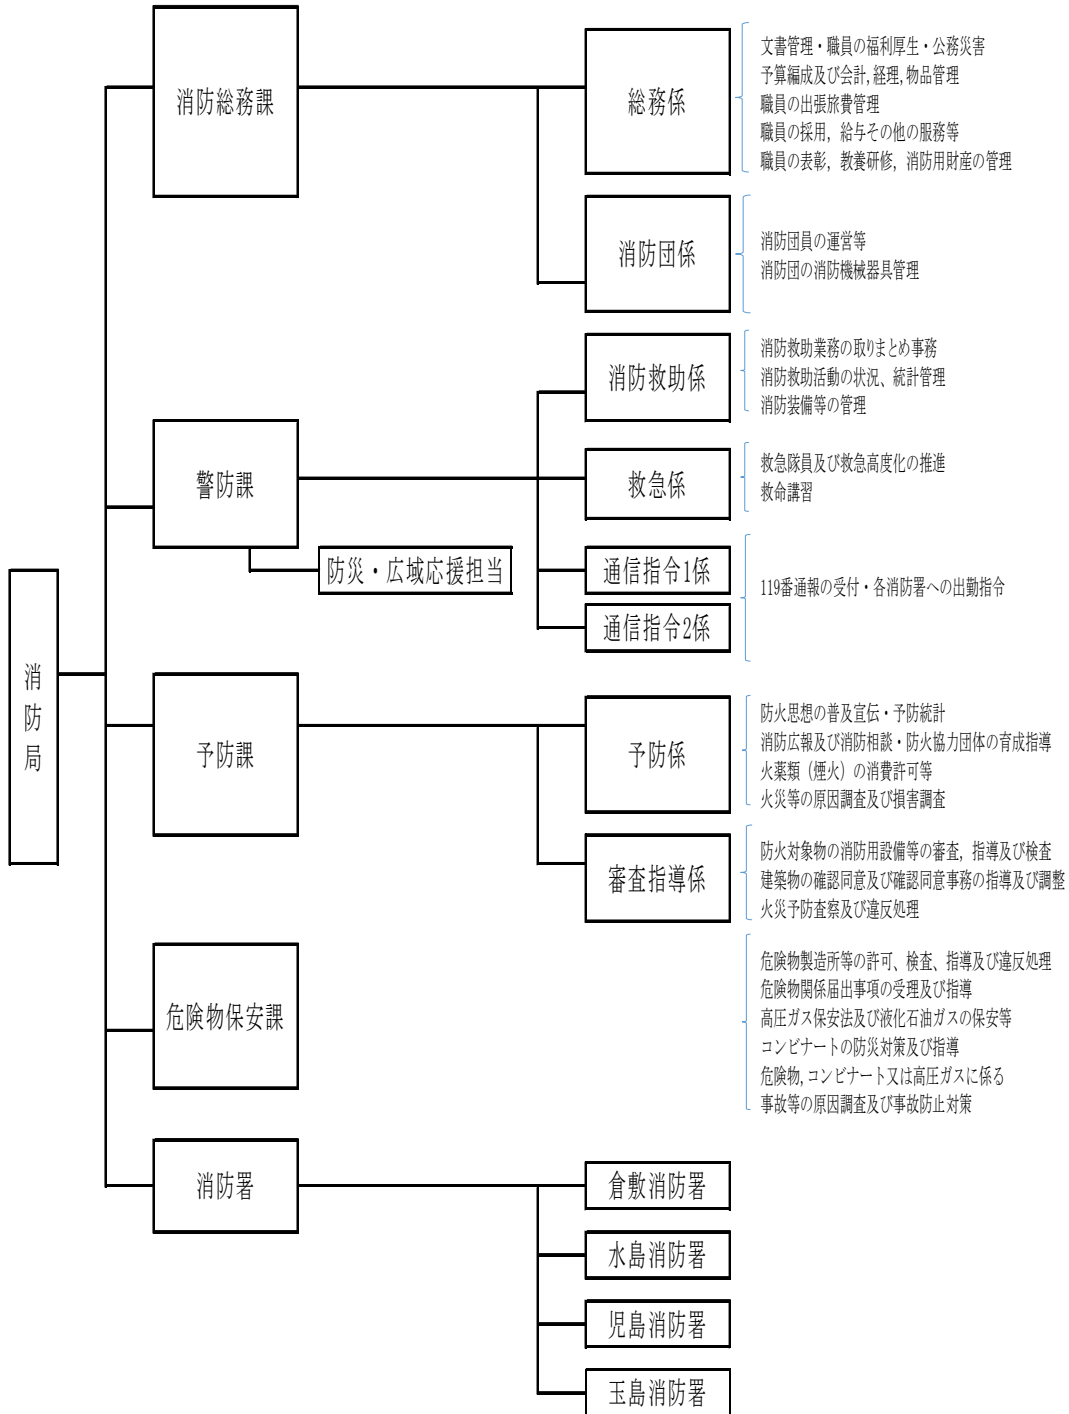 消防局
消防総務課
総務係
文書管理・職員の福利厚生・公務災害
予算編成及び会計,経理,物品管理
職員の出張旅費管理
職員の採用，給与その他の服務等
職員の表彰，教養研修，消防用財産の管理
消防団係
消防団員の運営等
消防団の消防機械器具管理
警防課
防災・広域応援担当
消防救助係
消防救助業務の取りまとめ事務
消防救助活動の状況、統計管理
消防装備等の管理
救急係
救急隊員及び救急高度化の推進
救命講習
通信指令1係
通信指令2係
119番通報の受付・各消防署への出動指令
予防課
予防係
防火思想の普及宣伝・予防統計
消防広報及び消防相談・防火協力団体の育成指導
火薬類（煙火）の消費許可等
火災等の原因調査及び損害調査
審査指導係
防火対象物の消防用設備等の審査，指導及び検査
建築物の確認同意及び確認同意事務の指導及び調整
火災予防査察及び違反処理
危険物保安課
危険物製造所等の許可、検査、指導及び違反処理
危険物関係届出事項の受理及び指導
高圧ガス保安法及び液化石油ガスの保安等
コンビナートの防災対策及び指導
危険物,コンビナート又は高圧ガスに係る
事故等の原因調査及び事故防止対策
消防署
倉敷消防署
水島消防署
児島消防署
玉島消防署